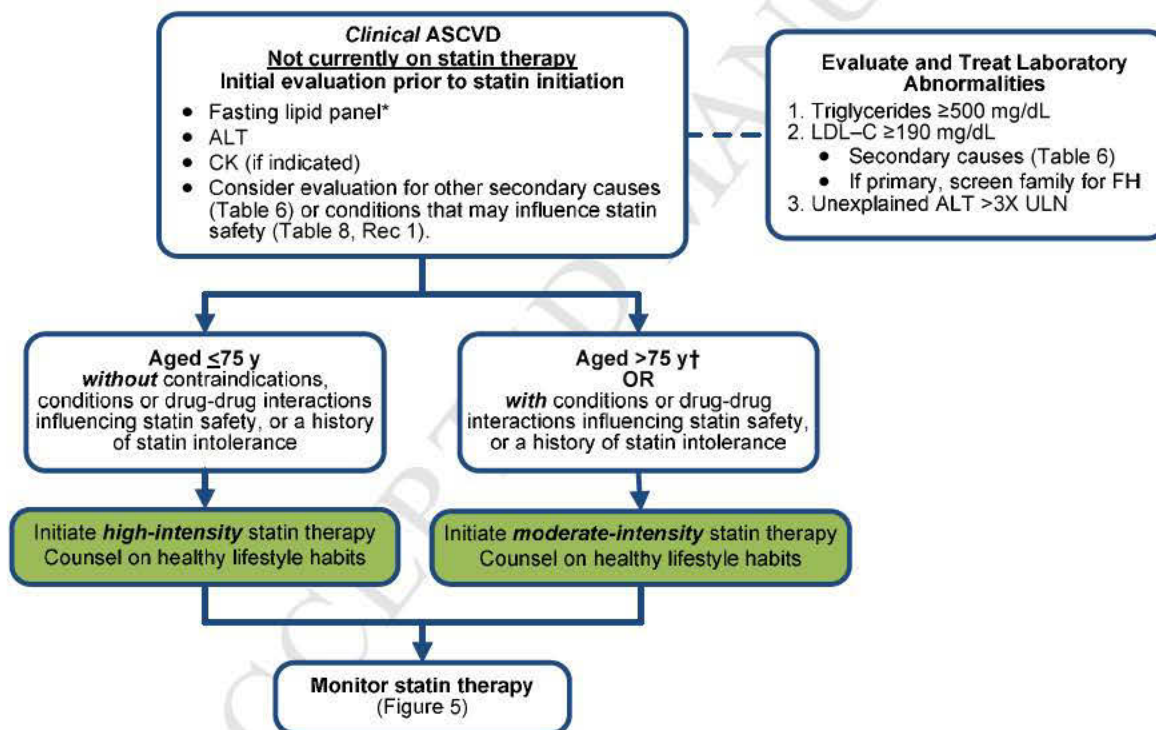 Clinical ASCVD
Not currently on statin therapy
Initial evaluation prior to statin initiation
• Fasting lipid panel*
• ALT
• CK (if indicated)
• Consider evaluation for other secondary causes
(Table 6) or conditions that may influence statin
safety (Table 8, Rec 1).
Evaluate and Treat Laboratory
Abnormalities
1. Triglycerides ≥500 mg/dL
2. LDL–C ≥190 mg/dL
• Secondary causes (Table 6)
• If primary, screen family for FH
3. Unexplained ALT >3X ULN
Aged ≤75 y
without contraindications,
conditions or drug-drug interactions
influencing statin safety, or a history
of statin intolerance
Aged >75 y†
OR
with conditions or drug-drug
interactions influencing statin safety,
or a history of statin intolerance
Initiate high-intensity statin therapy
Counsel on healthy lifestyle habits
Initiate moderate-intensity statin therapy
Counsel on healthy lifestyle habits
Monitor statin therapy
(Figure 5)